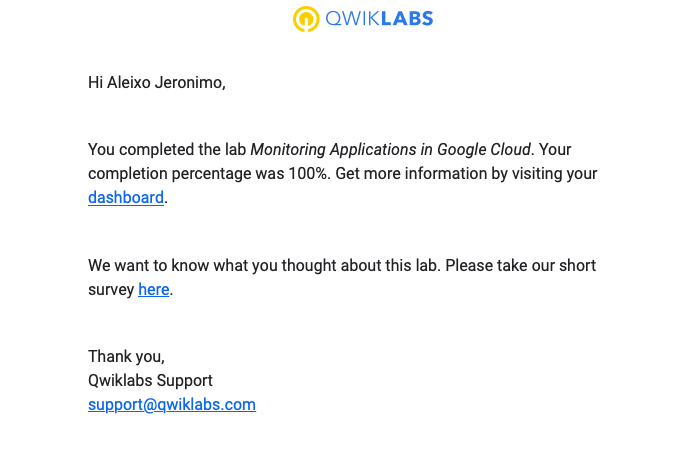 QWIKLABS
Hi Aleixo Jeronimo,
You completed the lab Monitoring Applications in Google Cloud. Your
completion percentage was 100%. Get more information by visiting your
dashboard.
We want to know what you thought about this lab. Please take our short
survey here.
Thank you,
Qwiklabs Support
support@qwiklabs.com